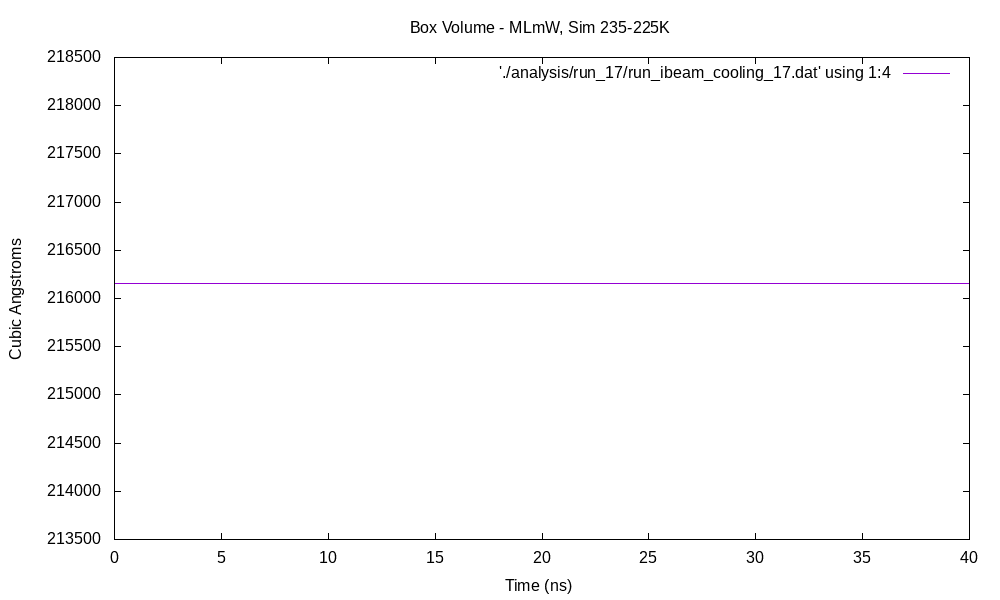 Box Volume - MLmW, Sim 235-225K
'./analysis/run_17/run_ibeam_cooling_17.dat' using 1:4
218500
218000
217500
217000
216500
216000
215500
215000
214500
214000
213500
Cubic Angstroms
0 5 10 15 20 25 30 35 40
Time (ns)